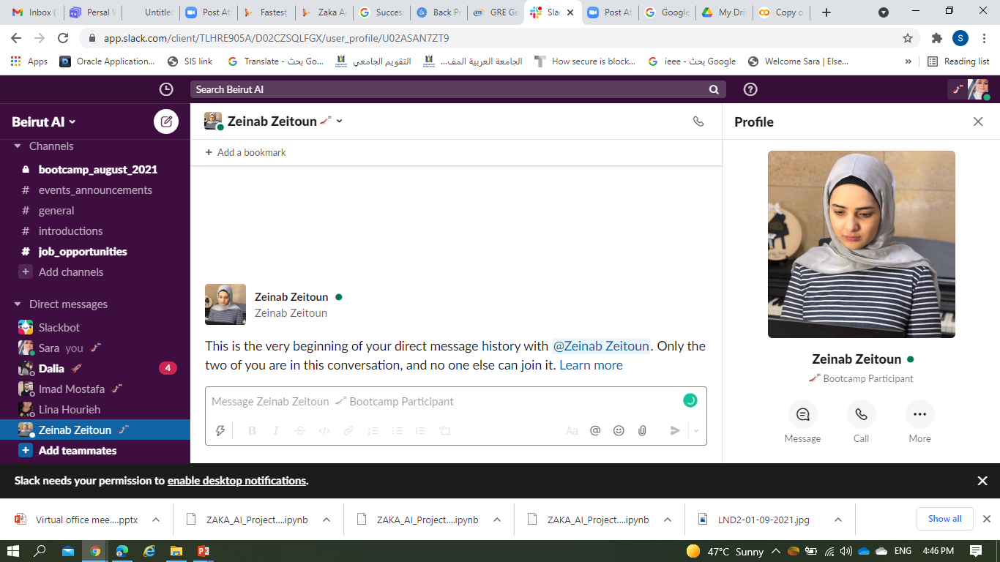 Inbox (
Persal W
Untitled
Post At
Fastest
Zaka A
Succes
Back P
GRE Ge
Slac
Post At
Google
My Dri
Copy o
app.slack.com/client/TLHRE905A/D02CZSQLFGX/user_profile/U02ASAN7ZT9
S
Apps
Oracle Application...
SIS link
Translate - بحث Go...
التقويم الجامعي
الجامعة العربية المف...
How secure is block...
ieee - بحث Google
Welcome Sara | Else...
»
Reading list
Search Beirut AI
Beirut AI
Channels
bootcamp_august_2021
# events_announcements
# general
# introductions
# job_opportunities
+ Add channels
Direct messages
Slackbot
Sara you
Dalia 4
Imad Mostafa
Lina Hourieh
Zeinab Zeitoun
+ Add teammates
Zeinab Zeitoun
+ Add a bookmark
Zeinab Zeitoun
Zeinab Zeitoun
This is the very beginning of your direct message history with @Zeinab Zeitoun. Only the
two of you are in this conversation, and no one else can join it. Learn more
Message Zeinab Zeitoun Bootcamp Participant
B I S </> Aa @
Profile
Zeinab Zeitoun
Bootcamp Participant
Message
Call
More
Slack needs your permission to enable desktop notifications.
Virtual office mee....pptx
ZAKA_AI_Project....ipynb
ZAKA_AI_Project....ipynb
ZAKA_AI_Project....ipynb
LND2-01-09-2021.jpg
Show all
47°C Sunny
ENG
4:46 PM